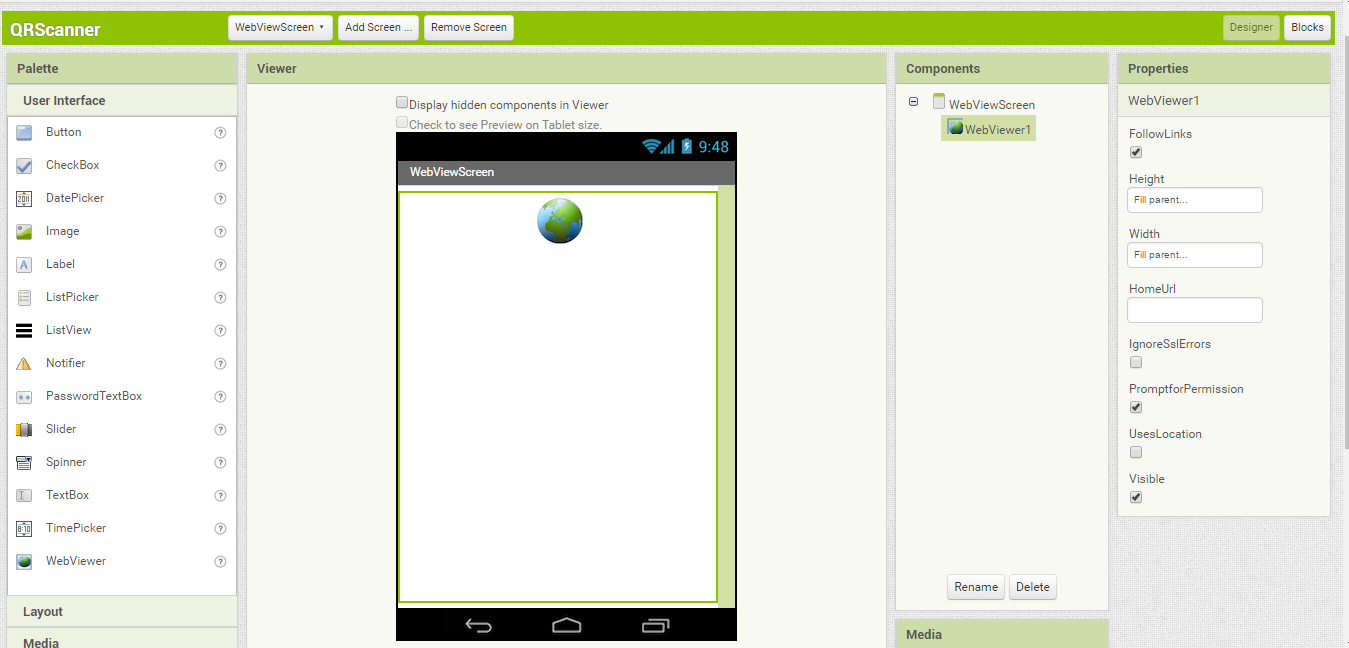 QRScanner
WebViewScreen
Add Screen ...
Remove Screen
Designer
Blocks
Palette
User Interface
Button
CheckBox
DatePicker
Image
Label
ListPicker
ListView
Notifier
PasswordTextBox
Slider
Spinner
TextBox
TimePicker
WebViewer
Layout
Media
Viewer
Display hidden components in Viewer
Check to see Preview on Tablet size.
9:48
WebViewScreen
Components
WebViewScreen
WebViewer1
Rename
Delete
Media
Properties
WebViewer1
FollowLinks
Height
Fill parent...
Width
Fill parent...
HomeUrl
IgnoreSslErrors
PromptforPermission
UsesLocation
Visible